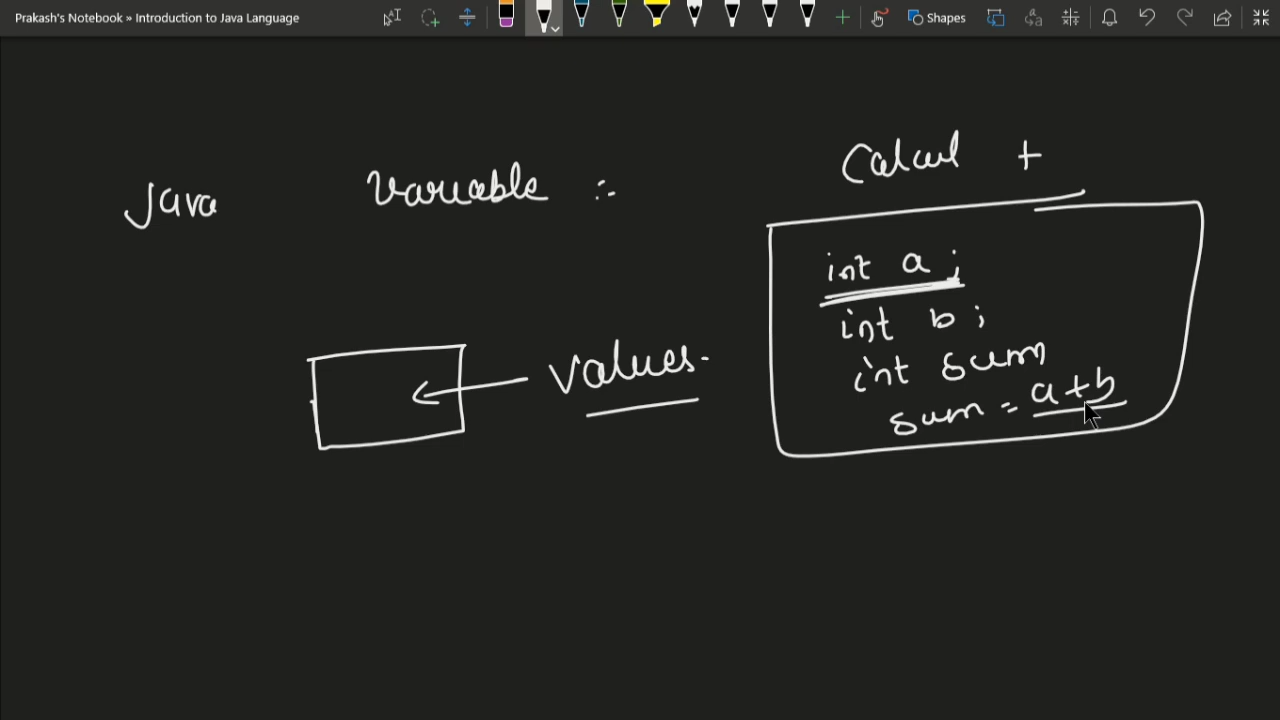 Prakash's Notebook » Introduction to Java Language
Shapes
Java Variable :-
Calcul +
int a ;
int b ;
int sum
sum = a+b
values.